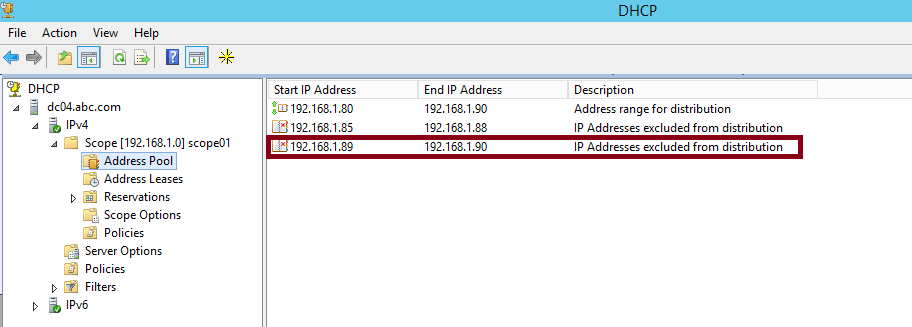 DHCP
File Action View Help
DHCP
dc04.abc.com
IPv4
Scope [192.168.1.0] scope01
Address Pool
Address Leases
Reservations
Scope Options
Policies
Server Options
Policies
Filters
IPv6
Start IP Address End IP Address Description
192.168.1.80 192.168.1.90 Address range for distribution
192.168.1.85 192.168.1.88 IP Addresses excluded from distribution
192.168.1.89 192.168.1.90 IP Addresses excluded from distribution